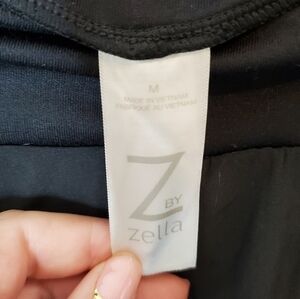 M
MADE IN VIETNAM
FABRIQUÉ AU VIETNAM
Z
BY
zella